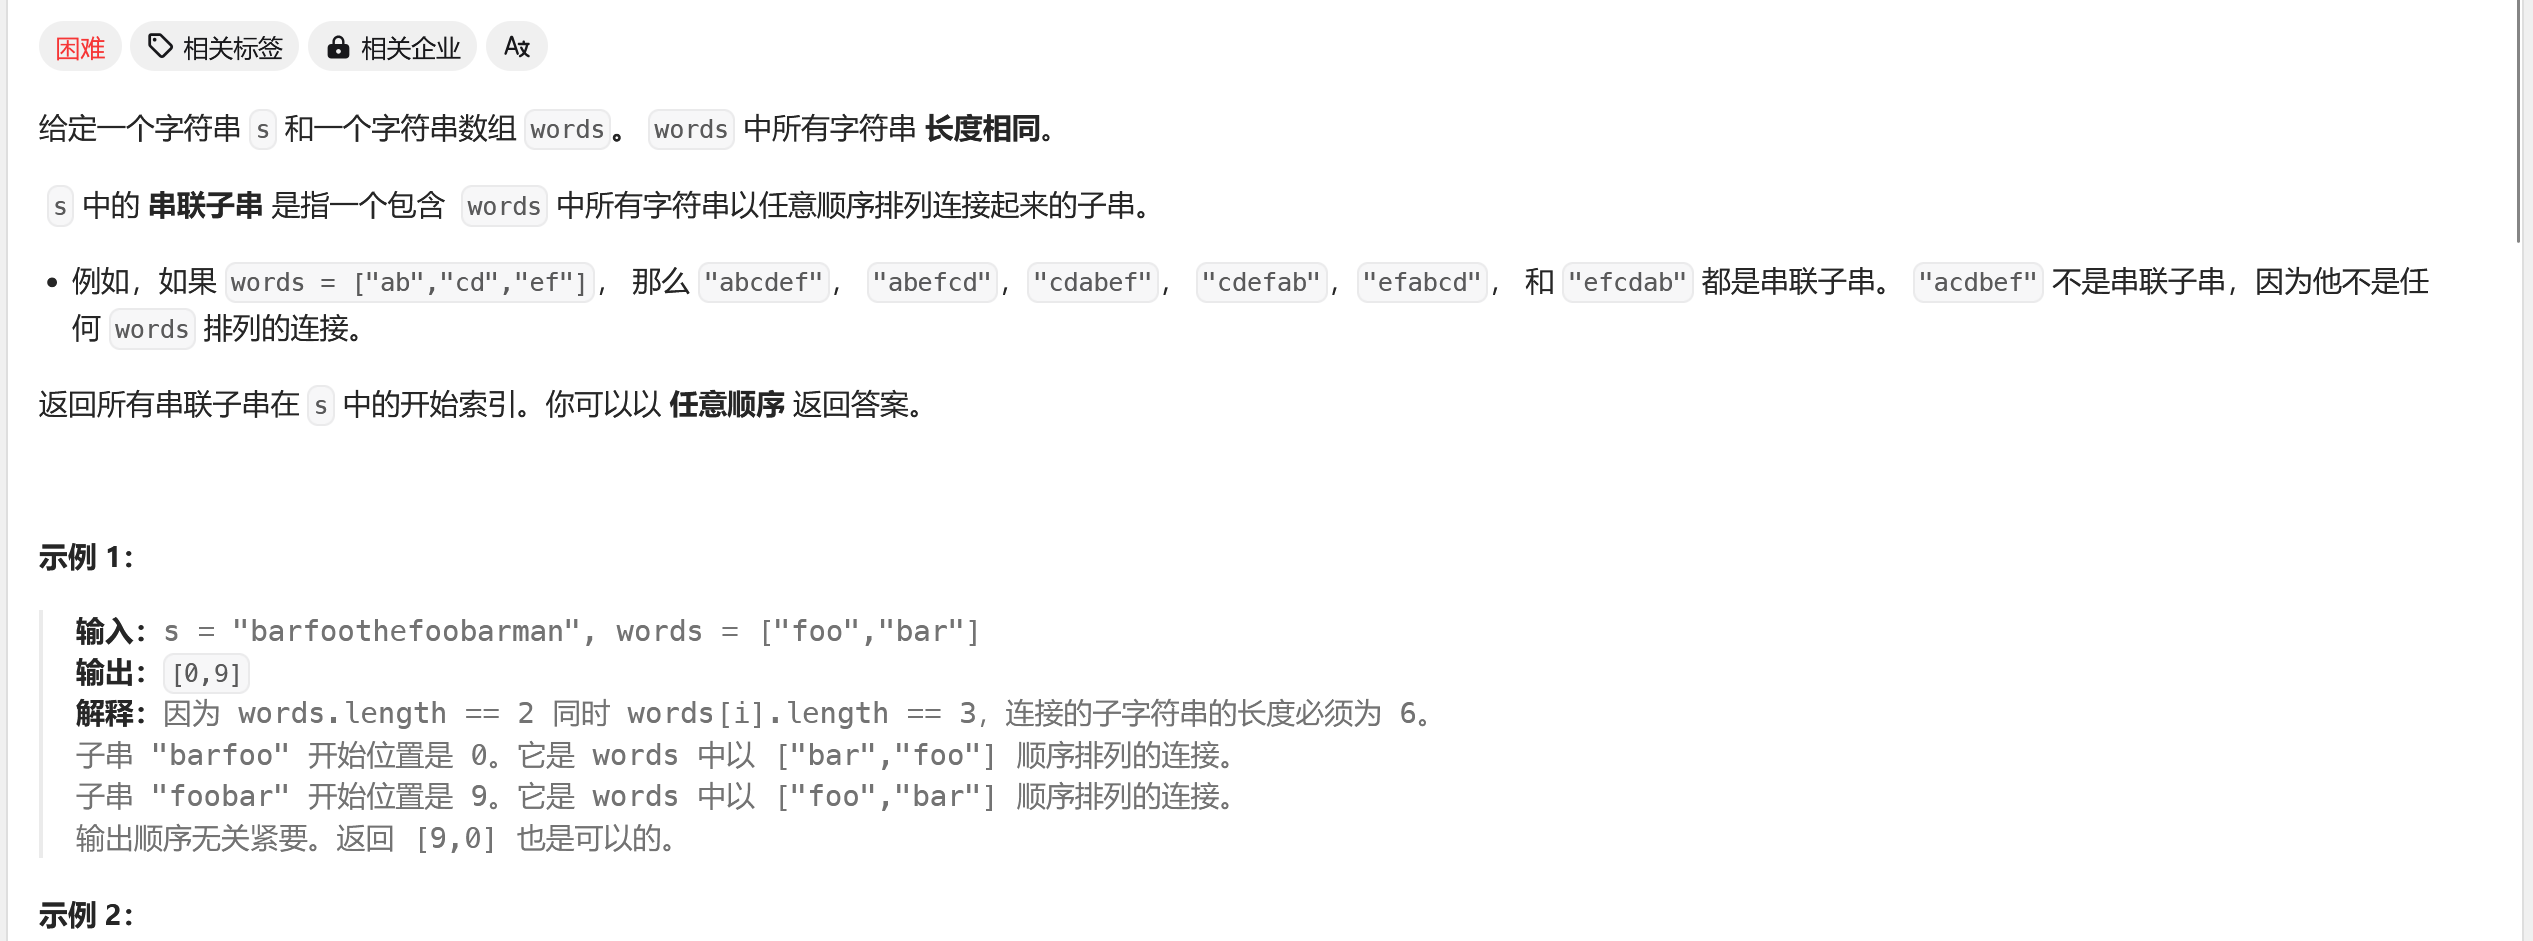 困难 相关标签 相关企业
给定一个字符串 s 和一个字符串数组 words。 words 中所有字符串 长度相同。
s 中的 串联子串 是指一个包含 words 中所有字符串以任意顺序排列连接起来的子串。
• 例如，如果 words = ["ab","cd","ef"]， 那么 "abcdef"， "abefcd"，"cdabef"， "cdefab"，"efabcd"， 和 "efcdab" 都是串联子串。 "acdbef" 不是串联子串，因为他不是任
何 words 排列的连接。
返回所有串联子串在 s 中的开始索引。你可以以 任意顺序 返回答案。
示例 1：
输入：s = "barfoothefoobarman", words = ["foo","bar"]
输出：[0,9]
解释：因为 words.length == 2 同时 words[i].length == 3，连接的子字符串的长度必须为 6。
子串 "barfoo" 开始位置是 0。它是 words 中以 ["bar","foo"] 顺序排列的连接。
子串 "foobar" 开始位置是 9。它是 words 中以 ["foo","bar"] 顺序排列的连接。
输出顺序无关紧要。返回 [9,0] 也是可以的。
示例 2：